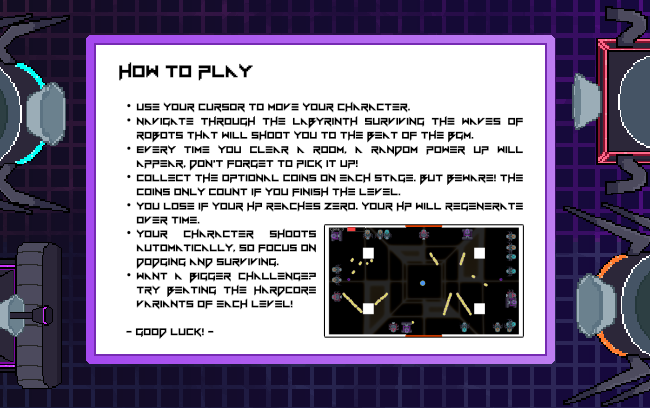 How to Play
• Use your cursor to move your character.
• Navigate through the labyrinth surviving the waves of
robots that will shoot you to the beat of the BGM.
• Every time you clear a room, a random power up will
appear, don't forget to pick it up!
• Collect the optional coins on each stage. But beware! The
coins only count if you finish the level.
• You lose if your HP reaches zero. Your HP will regenerate
over time.
• Your character shoots
automatically, so focus on
dodging and surviving.
• Want a bigger challenge?
Try beating the hardcore
variants of each level!
- Good luck! -